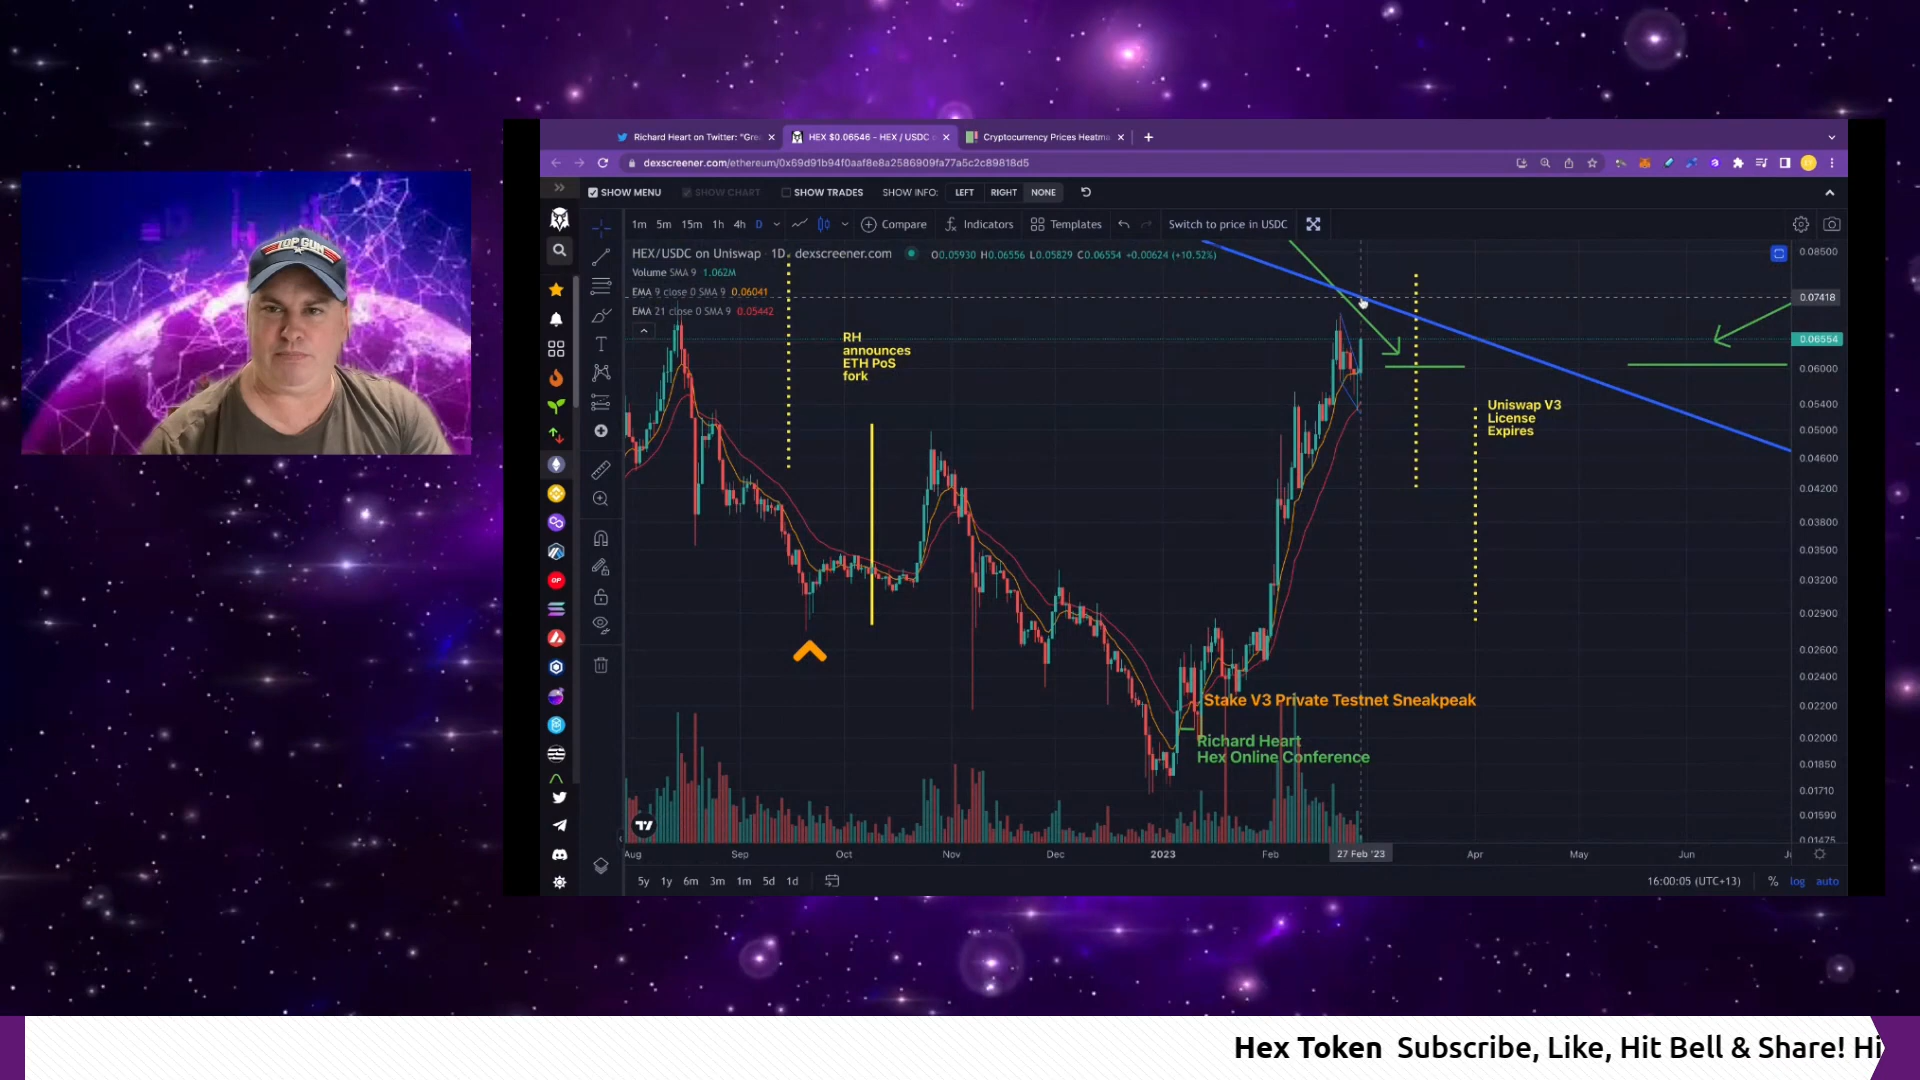 TOP GUN
Richard Heart on Twitter: "Gre
HEX $0.06546 - HEX / USDC
Cryptocurrency Prices Heatma
dexscreener.com/ethereum/0x69d91b94f0aaf8e8a2586909fa77a5c2c89818d5
SHOW MENU
SHOW CHART
SHOW TRADES
SHOW INFO:
LEFT
RIGHT
NONE
1m 5m 15m 1h 4h D
Compare
Indicators
Templates
Switch to price in USDC
HEX/USDC on Uniswap · 1D · dexscreener.com
O0.05930 H0.06556 L0.05829 C0.06554 +0.00624 (+10.52%)
Volume SMA 9 1.062M
EMA 9 close 0 SMA 9 0.06041
EMA 21 close 0 SMA 9 0.05442
RH
announces
ETH PoS
fork
Uniswap V3
License
Expires
Stake V3 Private Testnet Sneakpeak
Richard Heart
Hex Online Conference
0.08500
0.07418
0.06554
0.06000
0.05400
0.05000
0.04600
0.04200
0.03800
0.03500
0.03200
0.02900
0.02600
0.02400
0.02200
0.02000
0.01850
0.01710
0.01590
0.01475
OP
Aug Sep Oct Nov Dec 2023 Feb 27 Feb '23 Apr May Jun
5y 1y 6m 3m 1m 5d 1d
16:00:05 (UTC+13)
% log auto
Hex Token Subscribe, Like, Hit Bell & Share! Hi